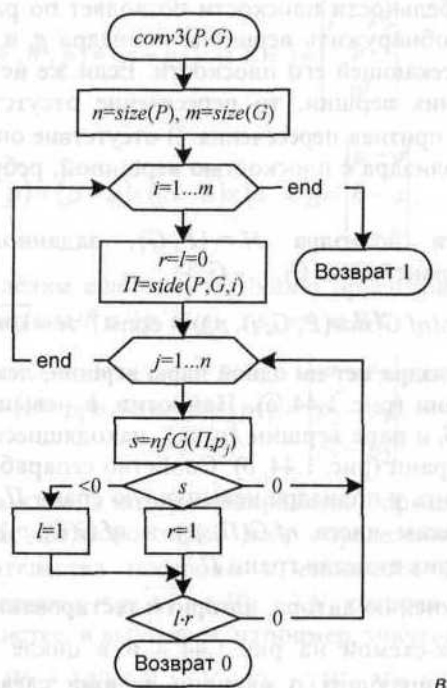 conv3(P,G)
n=size(P), m=size(G)
i=1...m
end
r=l=0
П=side(P,G,i)
Возврат 1
end
j=1...n
s=nfG(П,pj)
<0
s
0
l=1
r=1
l·r
0
Возврат 0
в